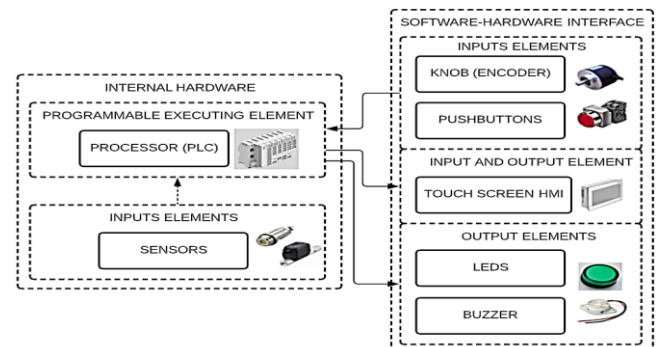 INTERNAL HARDWARE
PROGRAMMABLE EXECUTING ELEMENT
PROCESSOR (PLC)
INPUTS ELEMENTS
SENSORS
SOFTWARE-HARDWARE INTERFACE
INPUTS ELEMENTS
KNOB (ENCODER)
PUSHBUTTONS
INPUT AND OUTPUT ELEMENT
TOUCH SCREEN HMI
OUTPUT ELEMENTS
LEDS
BUZZER